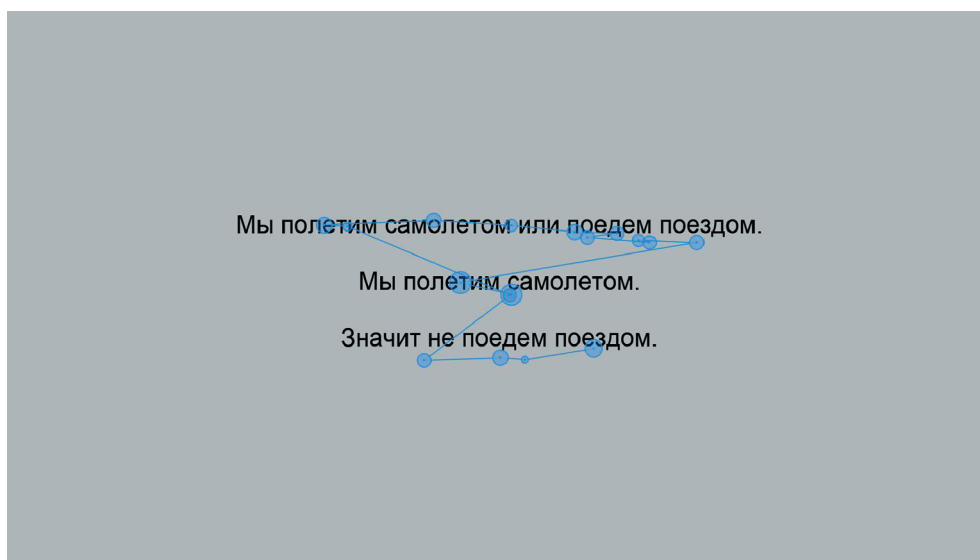 Мы полетим самолетом или поедем поездом.
Мы полетим самолетом.
Значит не поедем поездом.